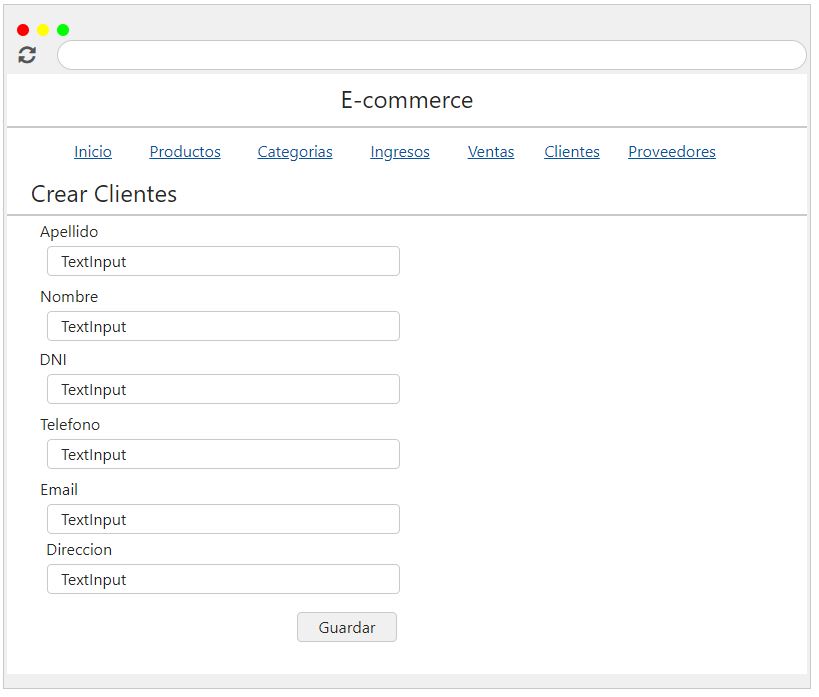 E-commerce
Inicio Productos Categorias Ingresos Ventas Clientes Proveedores
Crear Clientes
Apellido
TextInput
Nombre
TextInput
DNI
TextInput
Telefono
TextInput
Email
TextInput
Direccion
TextInput
Guardar